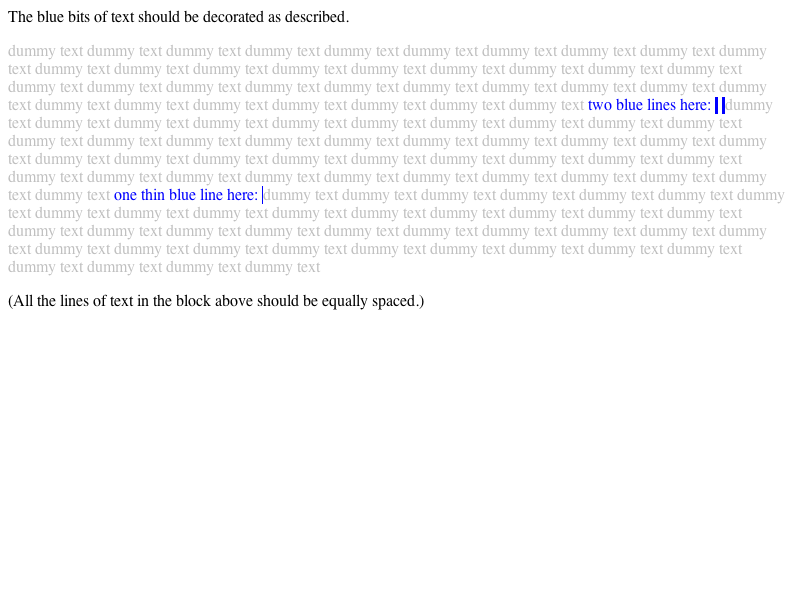 The blue bits of text should be decorated as described.
dummy text dummy text dummy text dummy text dummy text dummy text dummy text dummy text dummy text dummy
text dummy text dummy text dummy text dummy text dummy text dummy text dummy text dummy text dummy text
dummy text dummy text dummy text dummy text dummy text dummy text dummy text dummy text dummy text dummy
text dummy text dummy text dummy text dummy text dummy text dummy text dummy text two blue lines here: dummy
text dummy text dummy text dummy text dummy text dummy text dummy text dummy text dummy text dummy text
dummy text dummy text dummy text dummy text dummy text dummy text dummy text dummy text dummy text dummy
text dummy text dummy text dummy text dummy text dummy text dummy text dummy text dummy text dummy text
dummy text dummy text dummy text dummy text dummy text dummy text dummy text dummy text dummy text dummy
text dummy text one thin blue line here: dummy text dummy text dummy text dummy text dummy text dummy text dummy
text dummy text dummy text dummy text dummy text dummy text dummy text dummy text dummy text dummy text
dummy text dummy text dummy text dummy text dummy text dummy text dummy text dummy text dummy text dummy
text dummy text dummy text dummy text dummy text dummy text dummy text dummy text dummy text dummy text
dummy text dummy text dummy text dummy text
(All the lines of text in the block above should be equally spaced.)